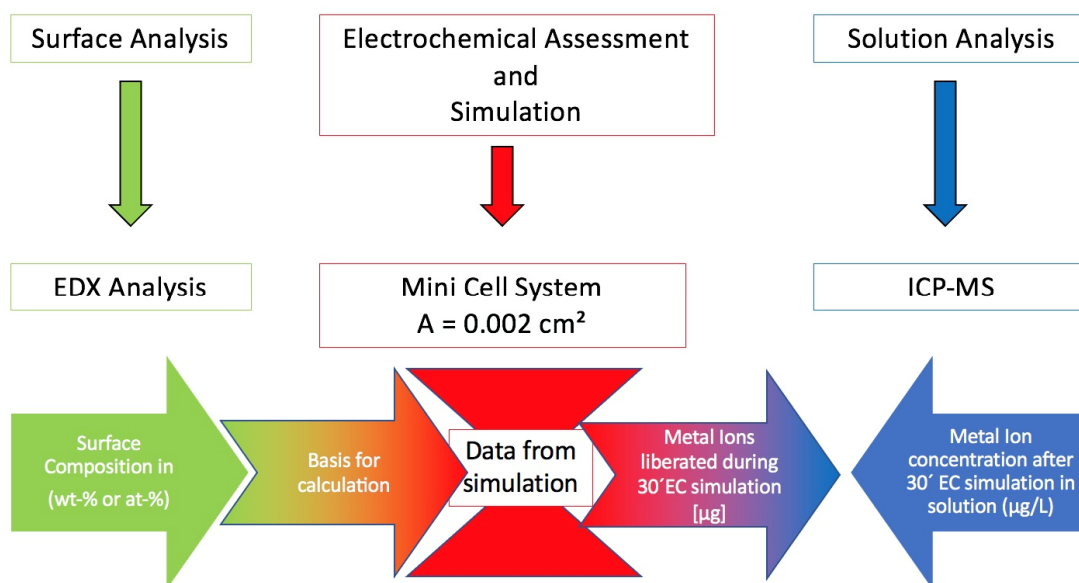 Surface Analysis
Electrochemical Assessment
and
Simulation
Solution Analysis
EDX Analysis
Mini Cell System
A = 0.002 cm²
ICP-MS
Surface
Composition in
(wt-% or at-%)
Basis for
calculation
Data from
simulation
Metal Ions
liberated during
30´EC simulation
[µg]
Metal Ion
concentration after
30´ EC simulation in
solution (µg/L)